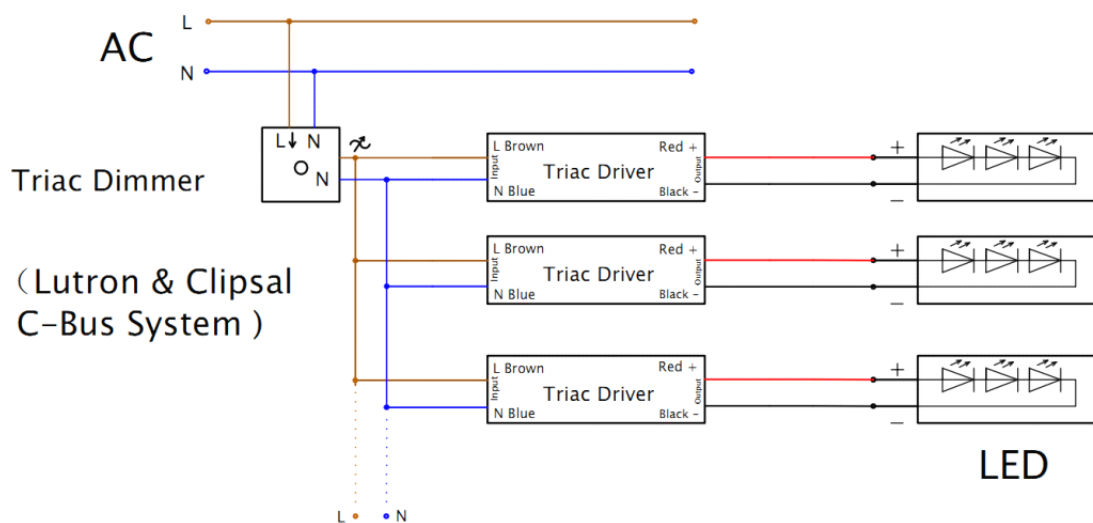 L
AC
N
L N
N
Triac Dimmer
（Lutron & Clipsal
C-Bus System )
L Brown
Input
N Blue
Triac Driver
Red +
Output
Black -
+
-
L Brown
Input
N Blue
Triac Driver
Red +
Output
Black -
+
-
L Brown
Input
N Blue
Triac Driver
Red +
Output
Black -
+
-
LED
L
N